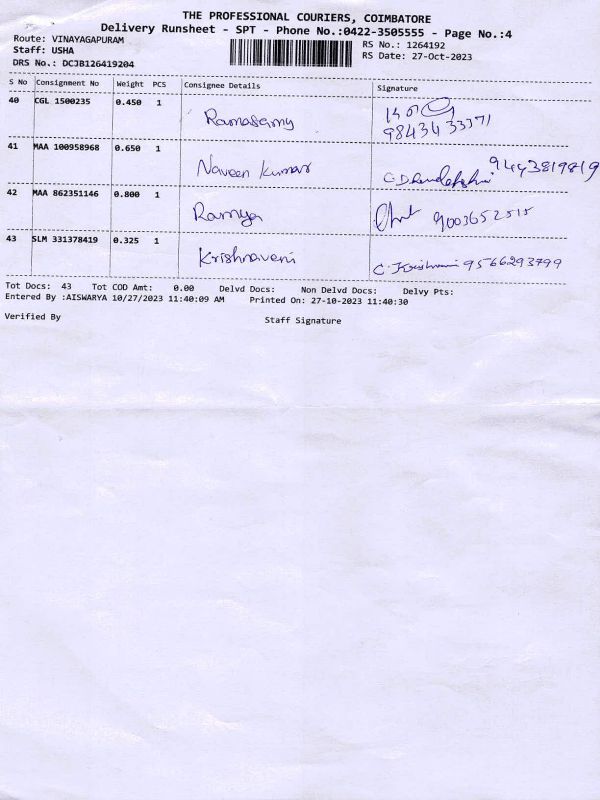 THE PROFESSIONAL COURIERS, COIMBATORE
Delivery Runsheet - SPT - Phone No.:0422-3505555 - Page No.:4
Route: VINAYAGAPURAM
RS No.: 1264192
Staff: USHA
RS Date: 27-Oct-2023
DRS No.: DCJB126419204
S No Consignment No Weight PCS Consignee Details Signature
40 CGL 1500235 0.450 1 Ramasamy
98434 33371
41 MAA 100958968 0.650 1 Naveen Kumar 9443819819
42 MAA 862351146 0.800 1 Ramya 9003652515
43 SLM 331378419 0.325 1 Krishnaveni 9566293799
Tot Docs: 43 Tot COD Amt: 0.00 Delvd Docs: Non Delvd Docs: Delvy Pts:
Entered By :AISWARYA 10/27/2023 11:40:09 AM Printed On: 27-10-2023 11:40:30
Verified By Staff Signature